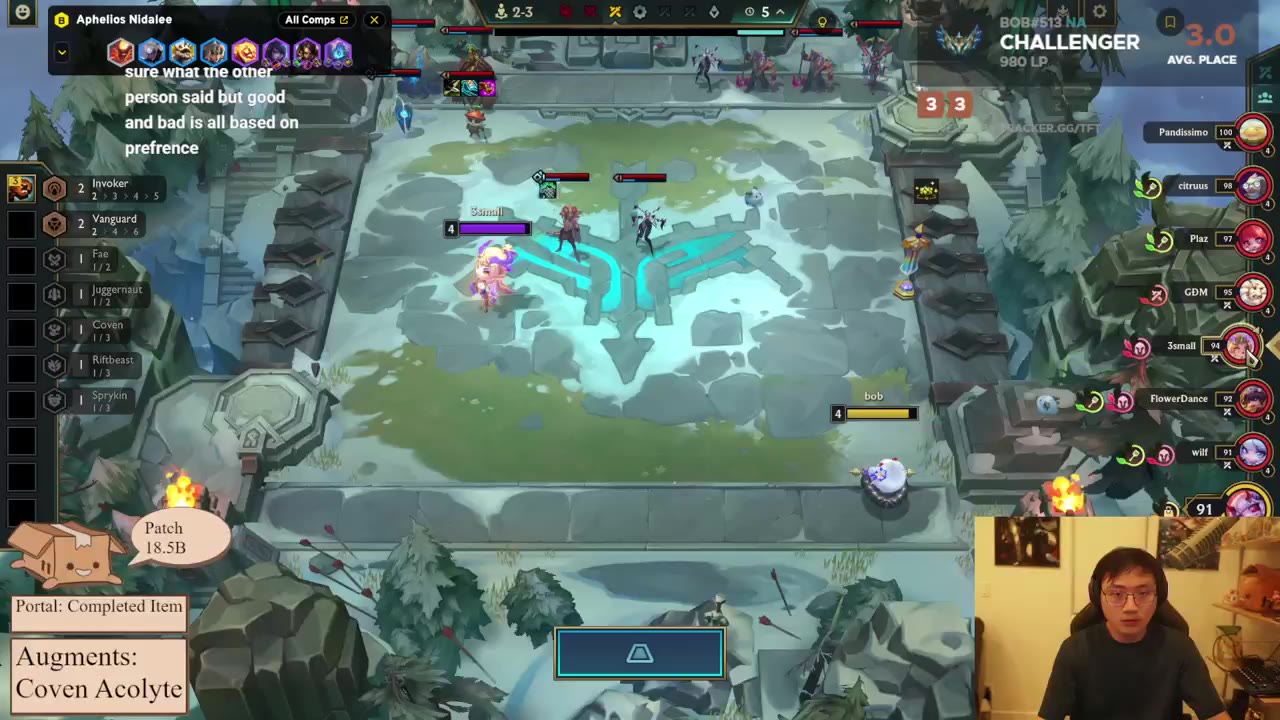 Aphelios Nidalee
All Comps
sure what the other
person said but good
and bad is all based on
prefrence
2-3
5
BOB#513 NA
CHALLENGER
980 LP
3.0
AVG. PLACE
3 3
Pandissimo 100
citruus 98
Plaz 97
GDM 95
3small 94
FlowerDance 92
wilf 91
91
2 Invoker
2 > 3 > 4 > 5
2 Vanguard
2 > 4 > 6
1 Fae
1 / 2
1 Juggernaut
1 / 2
1 Coven
1 / 3
1 Riftbeast
1 / 3
1 Sprykin
1 / 3
3small
4
bob
4
Patch
18.5B
Portal: Completed Item
Augments:
Coven Acolyte